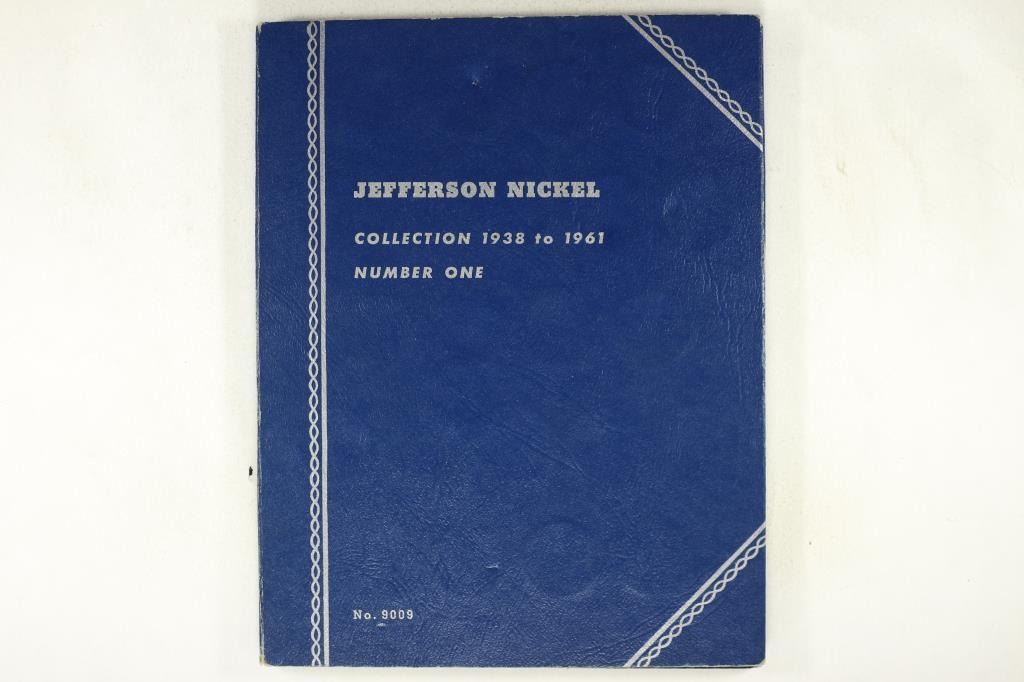 JEFFERSON NICKEL
COLLECTION 1938 to 1961
NUMBER ONE
No. 9009